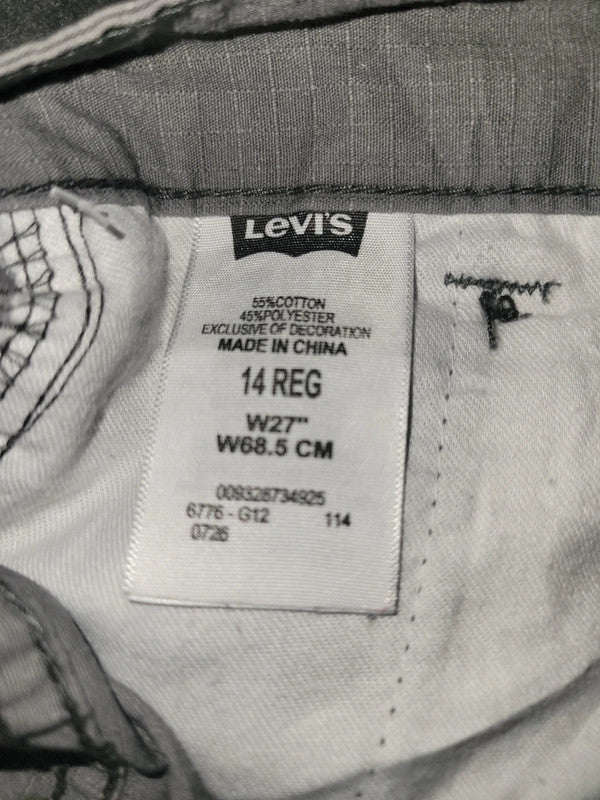 Levi's
55%COTTON
45%POLYESTER
EXCLUSIVE OF DECORATION
MADE IN CHINA
14 REG
W27"
W68.5 CM
009328734925
6776 - G12 114
0726